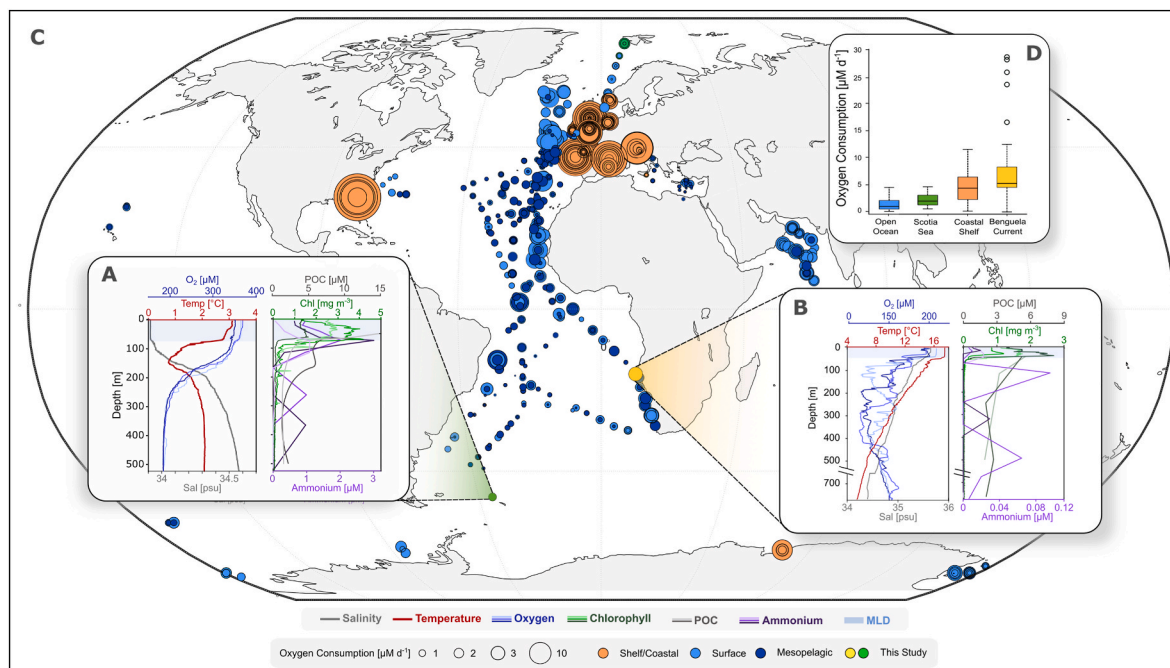 C
D
Oxygen Consumption [µM d⁻¹]
30
25
20
15
10
5
0
Open Ocean
Scotia Sea
Coastal Shelf
Benguela Current
A
O₂ [µM]
200 300 400
Temp [°C]
0 1 2 3 4
POC [µM]
0 5 10 15
Chl [mg m⁻³]
0 1 2 3 4 5
Depth [m]
0
100
200
300
400
500
34 34.5
Sal [psu]
0 1 2 3
Ammonium [µM]
B
O₂ [µM]
100 150 200
Temp [°C]
4 8 12 16
POC [µM]
0 3 6 9
Chl [mg m⁻³]
0 1 2 3 4
Depth [m]
0
100
200
300
400
500
700
34 35 36
Sal [psu]
0 0.04 0.08 0.12
Ammonium [µM]
Salinity Temperature Oxygen Chlorophyll POC Ammonium MLD
Oxygen Consumption [µM d⁻¹] 1 2 3 10 Shelf/Coastal Surface Mesopelagic This Study